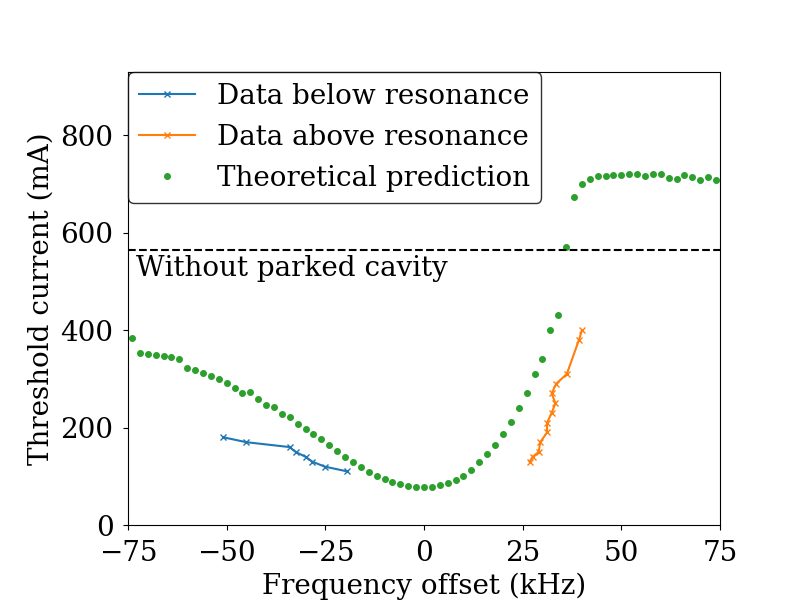 Data below resonance
Data above resonance
Theoretical prediction
Without parked cavity
Threshold current (mA)
800
600
400
200
0
−75
−50
−25
0
25
50
75
Frequency offset (kHz)